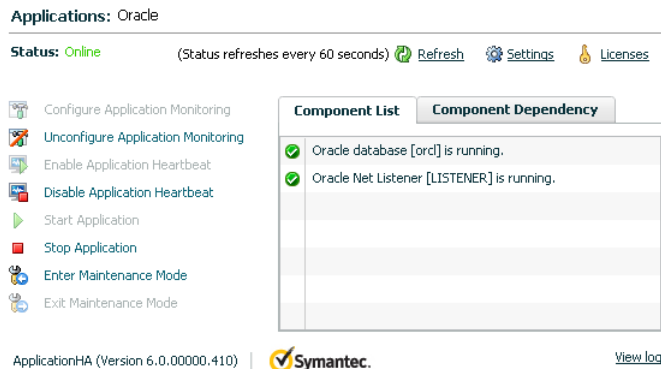 Applications: Oracle
Status: Online (Status refreshes every 60 seconds) Refresh Settings Licenses
Configure Application Monitoring
Unconfigure Application Monitoring
Enable Application Heartbeat
Disable Application Heartbeat
Start Application
Stop Application
Enter Maintenance Mode
Exit Maintenance Mode
Component List Component Dependency
Oracle database [orcl] is running.
Oracle Net Listener [LISTENER] is running.
ApplicationHA (Version 6.0.00000.410) Symantec. View log